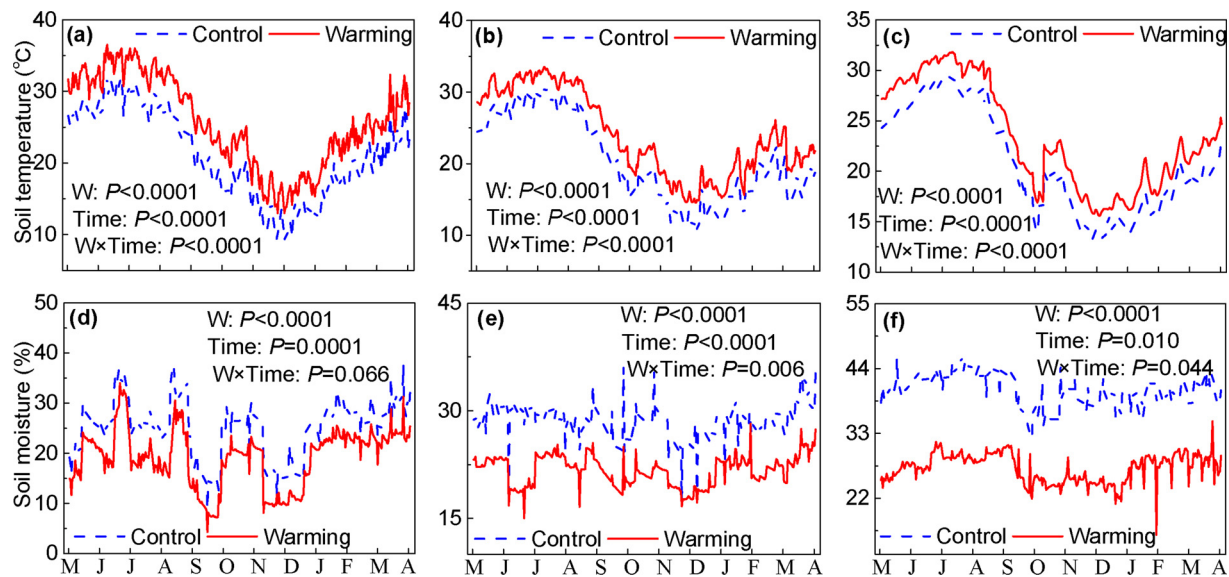 (a)
Control
Warming
Soil temperature (°C)
40
30
20
10
W: P<0.0001
Time: P<0.0001
W×Time: P<0.0001
(b)
Control
Warming
40
30
20
10
W: P<0.0001
Time: P<0.0001
W×Time: P<0.0001
(c)
Control
Warming
35
30
25
20
15
10
W: P<0.0001
Time: P<0.0001
W×Time: P<0.0001
(d)
Soil moisture (%)
50
40
30
20
10
0
W: P<0.0001
Time: P=0.0001
W×Time: P=0.066
Control
Warming
M J J A S O N D J F M A
(e)
45
30
15
W: P<0.0001
Time: P<0.0001
W×Time: P=0.006
Control
Warming
M J J A S O N D J F M A
(f)
55
44
33
22
W: P<0.0001
Time: P=0.010
W×Time: P=0.044
Control
Warming
M J J A S O N D J F M A